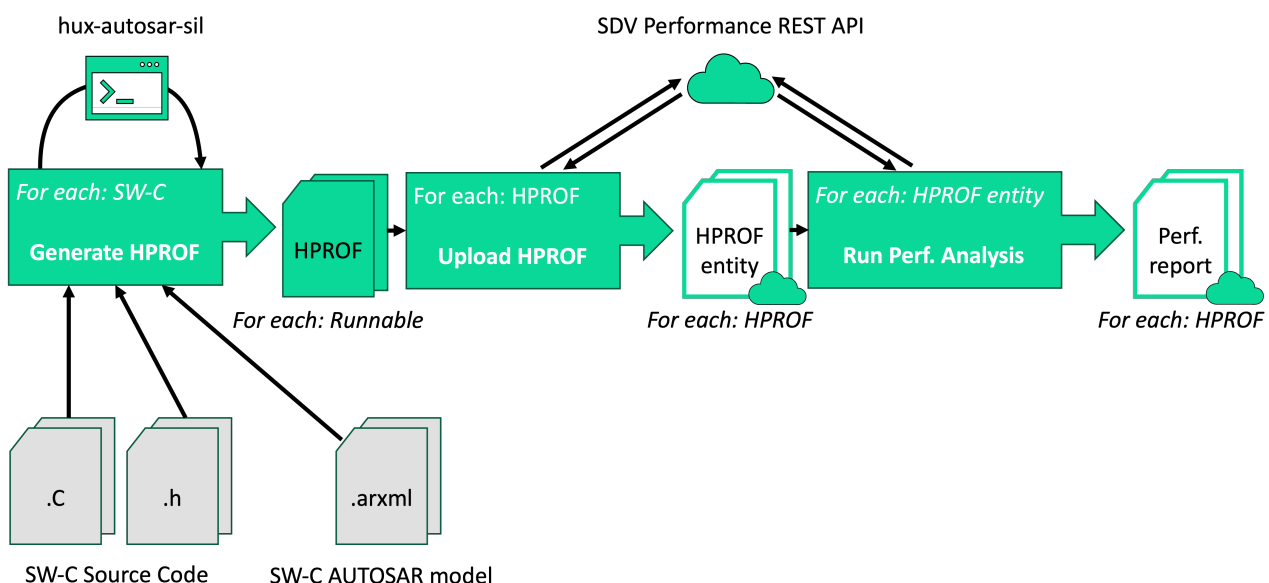 hux-autosar-sil
SDV Performance REST API
For each: SW-C
Generate HPROF
HPROF
For each: Runnable
For each: HPROF
Upload HPROF
HPROF
entity
For each: HPROF
For each: HPROF entity
Run Perf. Analysis
Perf.
report
For each: HPROF
.C
.h
.arxml
SW-C Source Code
SW-C AUTOSAR model